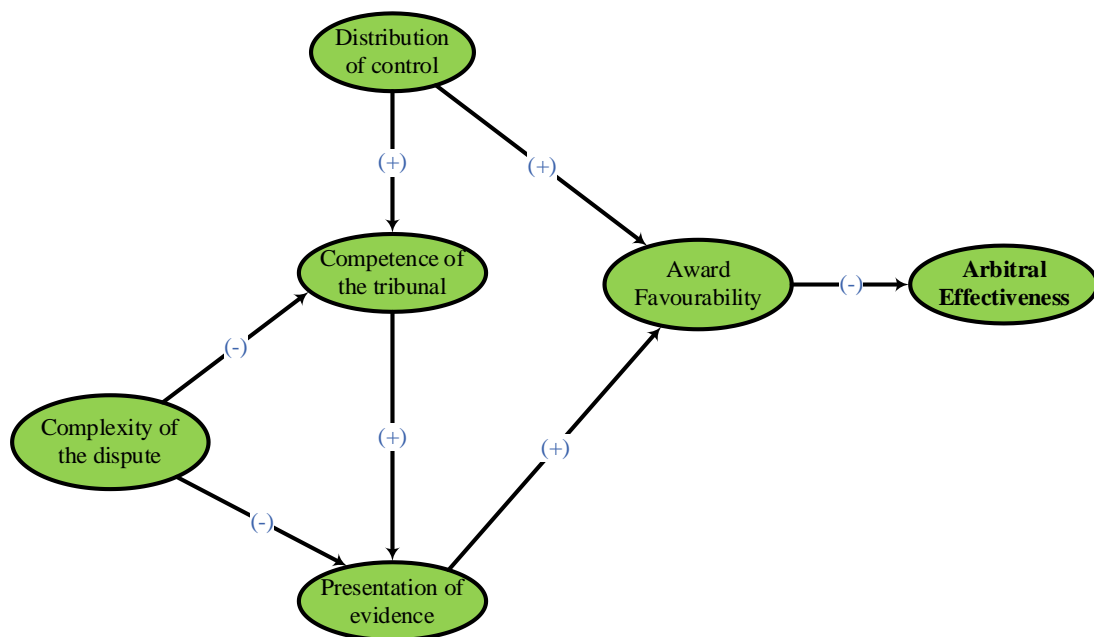 Distribution
of control
(+)
(+)
Competence of
the tribunal
Award
Favourability
(-)
Arbitral
Effectiveness
(-)
Complexity of
the dispute
(+)
(+)
(-)
Presentation of
evidence